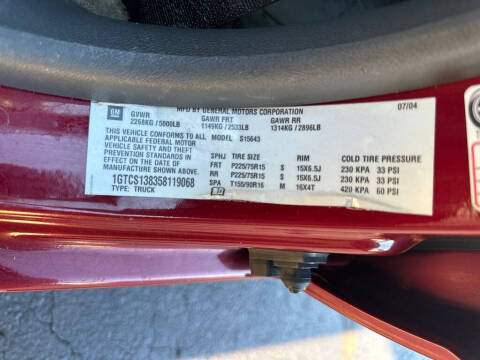 MFD BY GENERAL MOTORS CORPORATION 07/04
GM GVWR GAWR FRT GAWR RR
2268KG / 5000LB 1149KG / 2533LB 1314KG / 2896LB
THIS VEHICLE CONFORMS TO ALL MODEL S15643
APPLICABLE FEDERAL MOTOR
VEHICLE SAFETY AND BUMPER
STANDARDS IN EFFECT ON THE
DATE OF MANUFACTURE
SHOWN ABOVE.
1GTCS138358119068
TYPE: TRUCK
SPHJ TIRE SIZE RIM COLD TIRE PRESSURE
FRT P225/75R15 S 15X6.5J 230 KPA 33 PSI
RR P225/75R15 S 15X6.5J 230 KPA 33 PSI
SPA T155/90R16 M 16X4T 420 KPA 60 PSI